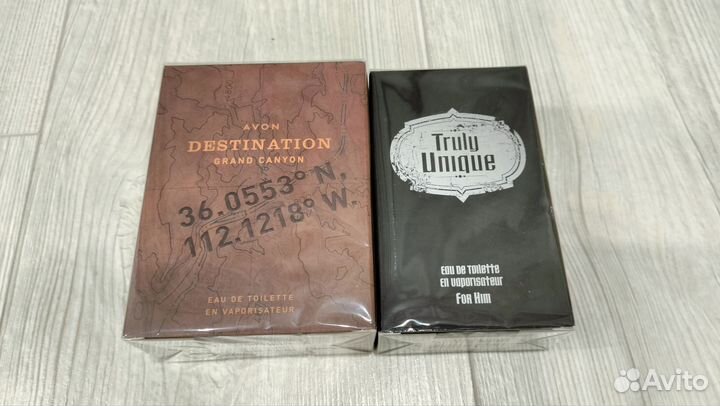 AVON
DESTINATION
GRAND CANYON
36.0553° N,
112.1218° W.
EAU DE TOILETTE
EN VAPORISATEUR
Truly
Unique
EAU DE TOILETTE
EN VAPORISATEUR
FOR HIM
Avito